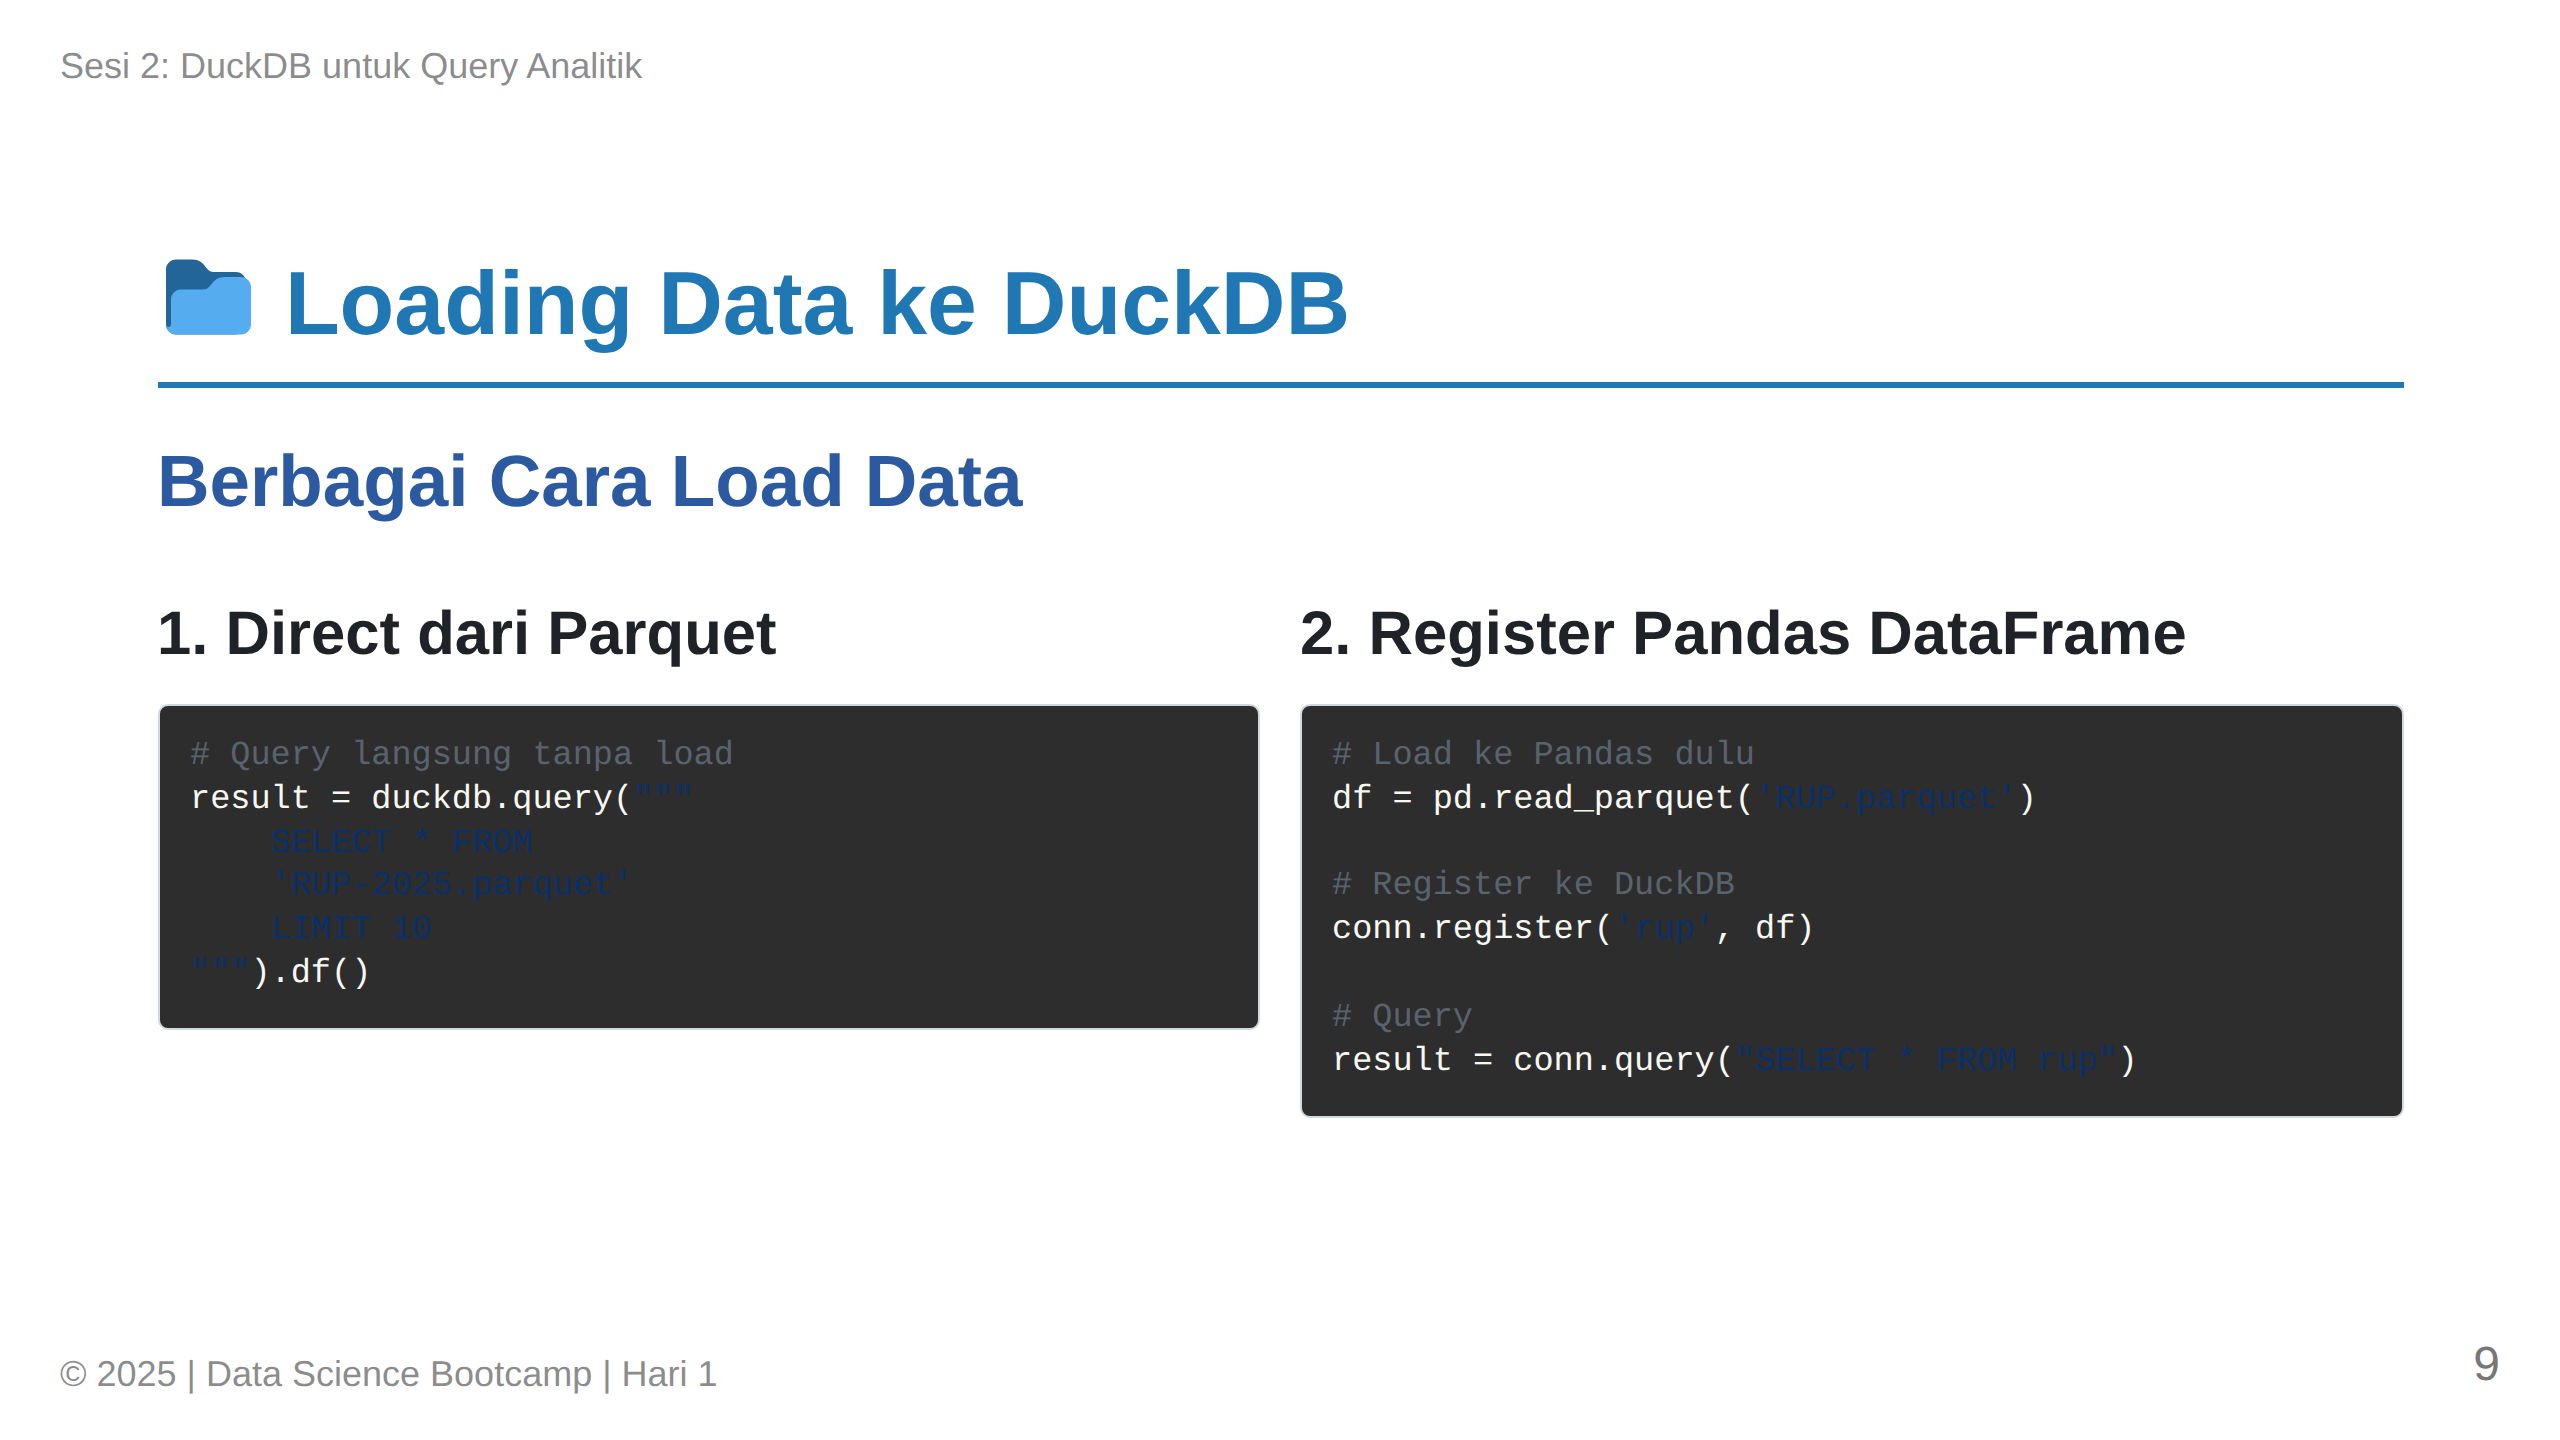 Sesi 2: DuckDB untuk Query Analitik
Loading Data ke DuckDB
Berbagai Cara Load Data
1. Direct dari Parquet
# Query langsung tanpa load
result = duckdb.query("""
    SELECT * FROM
    'RUP-2025.parquet'
    LIMIT 10
""").df()
2. Register Pandas DataFrame
# Load ke Pandas dulu
df = pd.read_parquet('RUP.parquet')
# Register ke DuckDB
conn.register('rup', df)
# Query
result = conn.query("SELECT * FROM rup")
© 2025 | Data Science Bootcamp | Hari 1
9